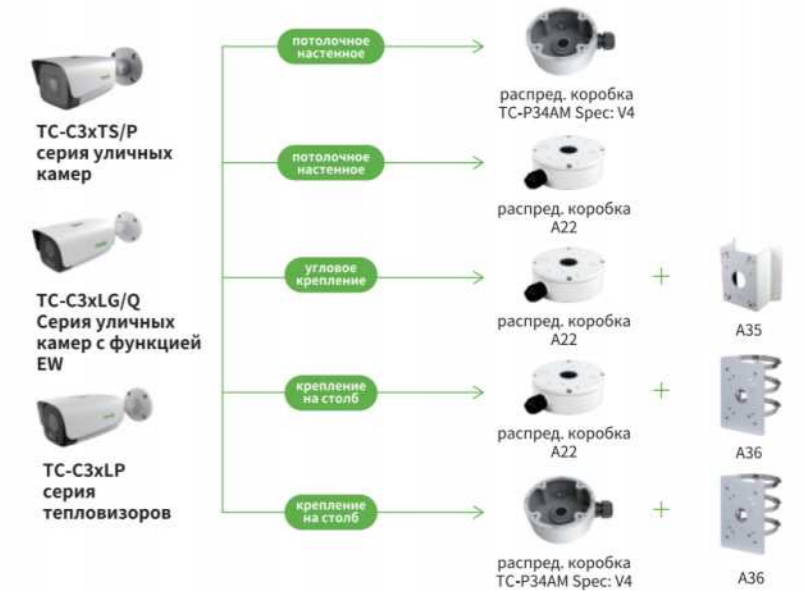 TC-C3xTS/P
серия уличных
камер
TC-C3xLG/Q
Серия уличных
камер с функцией
EW
TC-C3xLP
серия
тепловизоров
потолочное
настенное
распред. коробка
TC-P34AM Spec: V4
потолочное
настенное
распред. коробка
A22
угловое
крепление
распред. коробка
A22
+
A35
крепление
на столб
распред. коробка
A22
+
A36
крепление
на столб
распред. коробка
TC-P34AM Spec: V4
+
A36